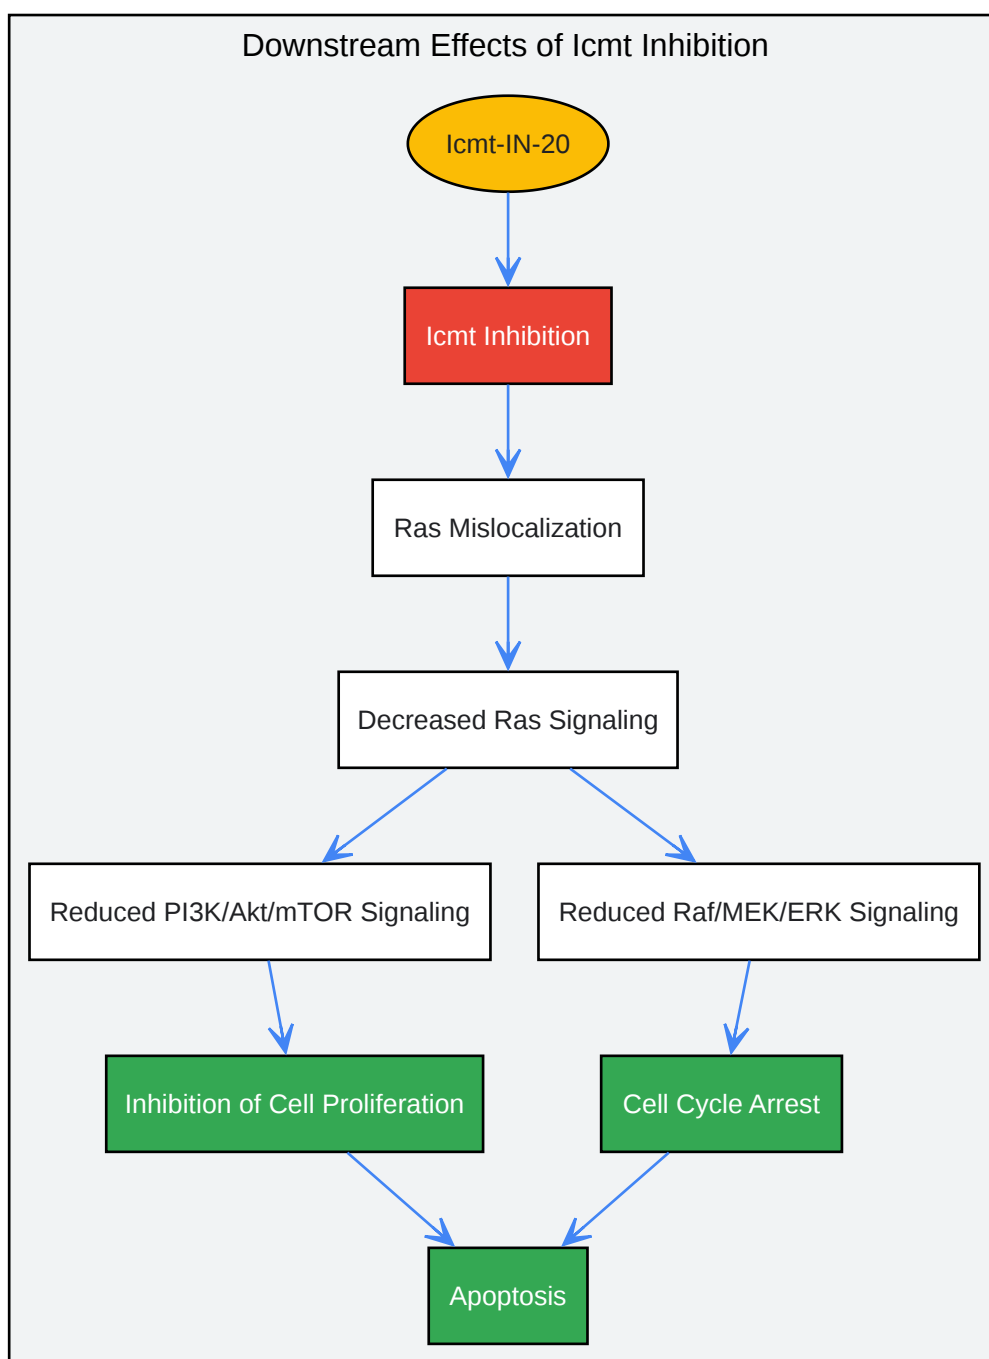 Downstream Effects of Icmt Inhibition
Icmt-IN-20
Icmt Inhibition
Ras Mislocalization
Decreased Ras Signaling
Reduced PI3K/Akt/mTOR Signaling
Reduced Raf/MEK/ERK Signaling
Inhibition of Cell Proliferation
Cell Cycle Arrest
Apoptosis